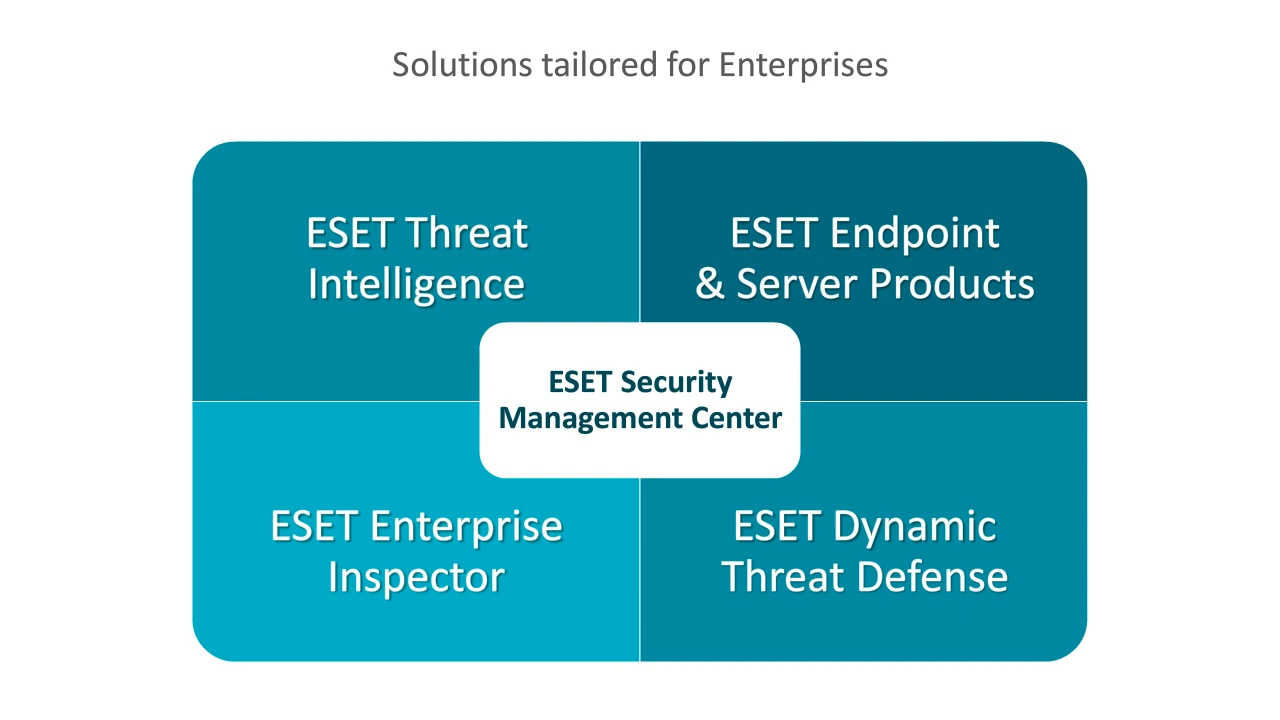 Solutions tailored for Enterprises
ESET Threat
Intelligence
ESET Endpoint
& Server Products
ESET Security
Management Center
ESET Enterprise
Inspector
ESET Dynamic
Threat Defense